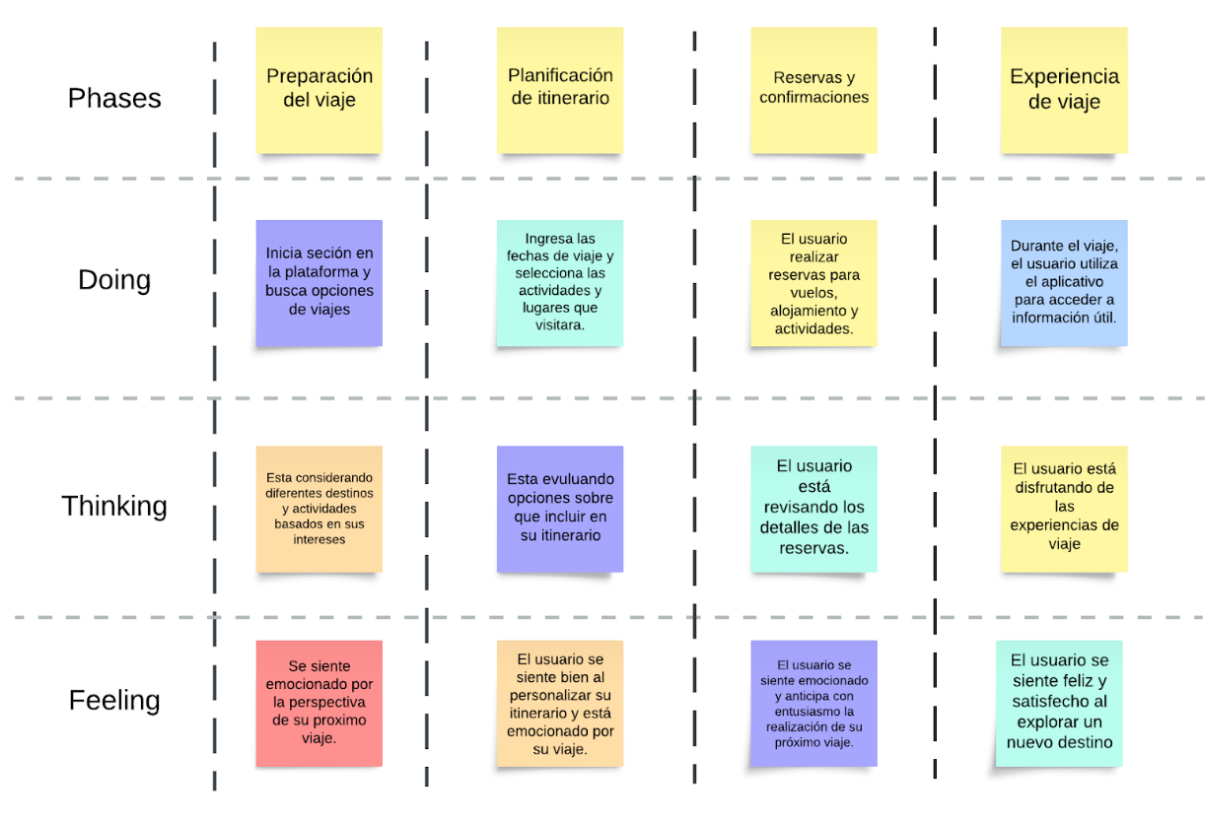 Phases
Preparación
del viaje
Planificación
de itinerario
Reservas y
confirmaciones
Experiencia
de viaje
Doing
Inicia seción en
la plataforma y
busca opciones
de viajes
Ingresa las
fechas de viaje y
selecciona las
actividades y
lugares que
visitara.
El usuario
realizar
reservas para
vuelos,
alojamiento y
actividades.
Durante el viaje,
el usuario utiliza
el aplicativo
para acceder a
información útil.
Thinking
Esta considerando
diferentes destinos
y actividades
basados en sus
intereses
Esta evuluando
opciones sobre
que incluir en
su itinerario
El usuario
está
revisando los
detalles de las
reservas.
El usuario está
disfrutando de
las
experiencias de
viaje
Feeling
Se siente
emocionado por
la perspectiva
de su proximo
viaje.
El usuario se
siente bien al
personalizar su
itinerario y está
emocionado por
su viaje.
El usuario se
siente emocionado
y anticipa con
entusiasmo la
realización de su
próximo viaje.
El usuario se
siente feliz y
satisfecho al
explorar un
nuevo destino